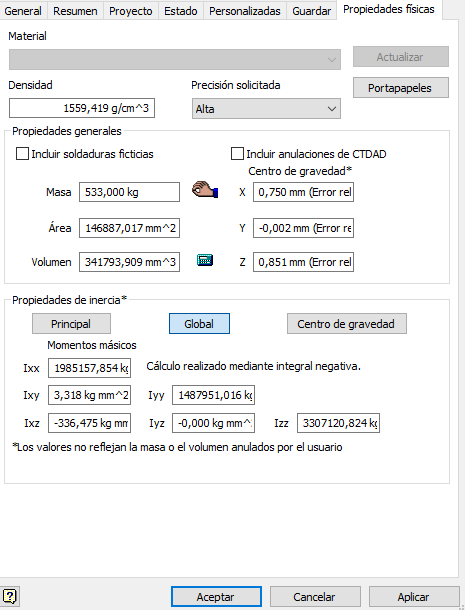 General Resumen Proyecto Estado Personalizadas Guardar Propiedades físicas
Material
Actualizar
Densidad Precisión solicitada Portapapeles
1559,419 g/cm^3 Alta
Propiedades generales
Incluir soldaduras ficticias Incluir anulaciones de CTDAD
Centro de gravedad*
Masa 533,000 kg X 0,750 mm (Error rel
Área 146887,017 mm^2 Y -0,002 mm (Error re
Volumen 341793,909 mm^3 Z 0,851 mm (Error rel
Propiedades de inercia*
Principal Global Centro de gravedad
Momentos másicos
Ixx 1985157,854 kg Cálculo realizado mediante integral negativa.
Ixy 3,318 kg mm^2 Iyy 1487951,016 kg
Ixz -336,475 kg mm Iyz -0,000 kg mm^ Izz 3307120,824 kg
*Los valores no reflejan la masa o el volumen anulados por el usuario
? Aceptar Cancelar Aplicar